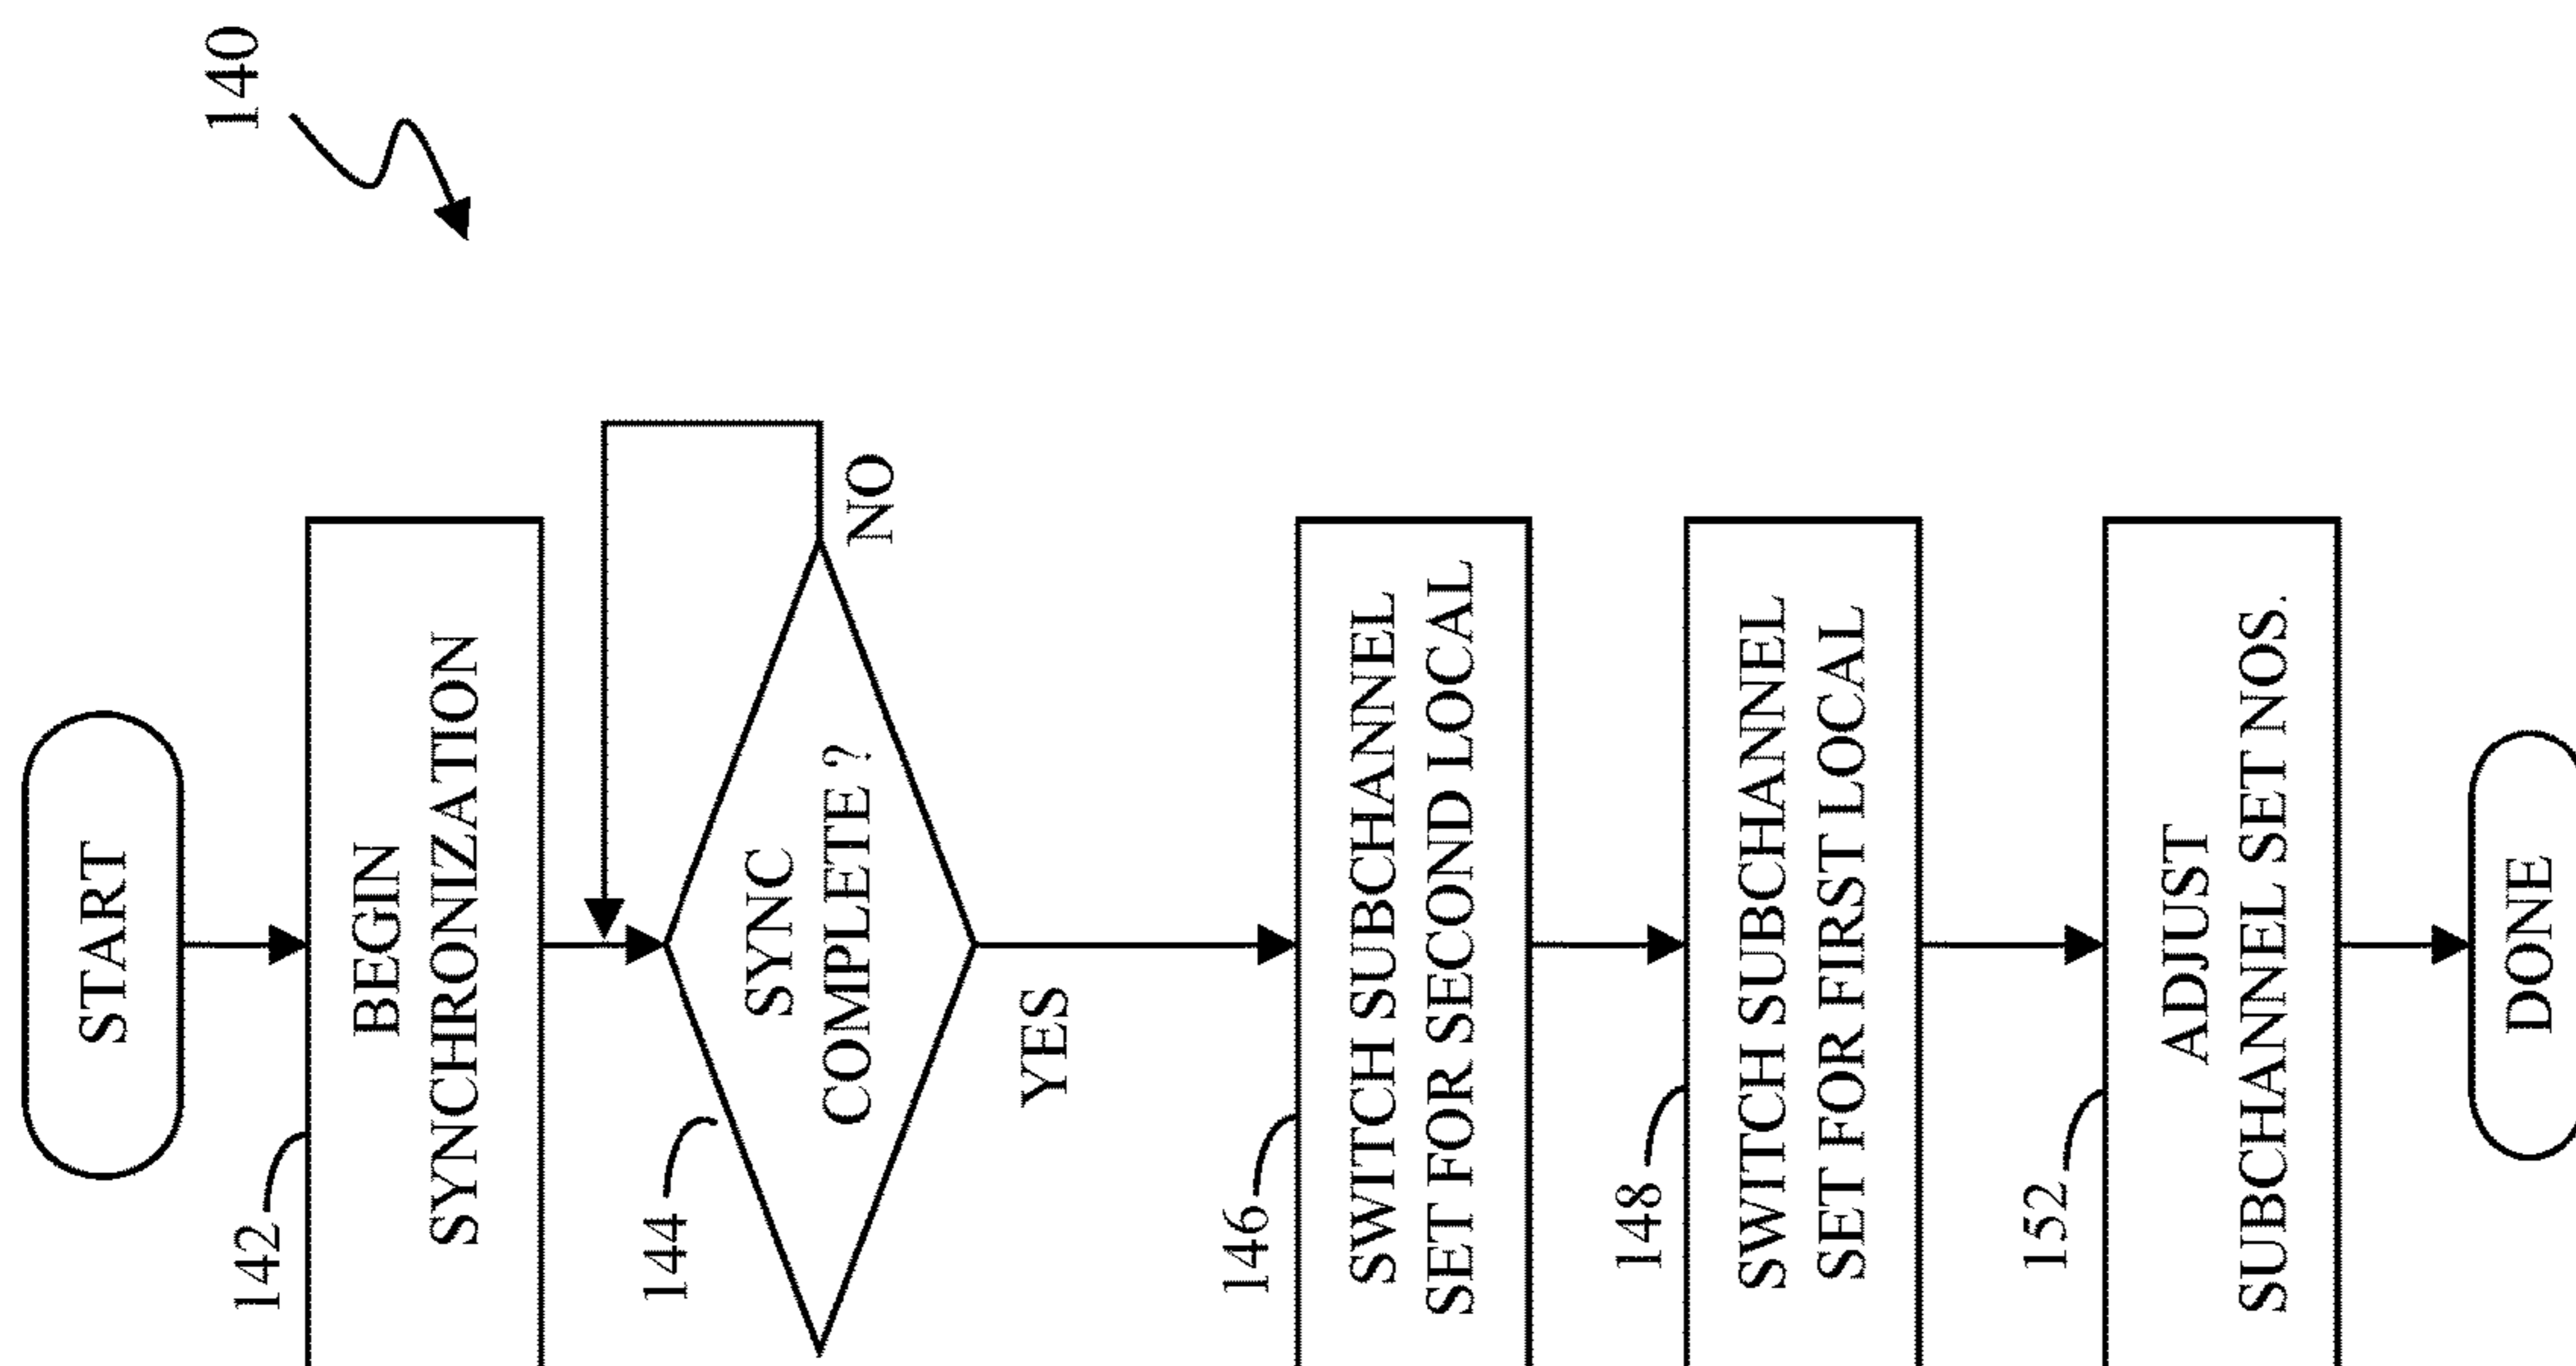 140
START
142
BEGIN
SYNCHRONIZATION
144
SYNC
COMPLETE ?
NO
YES
146
SWITCH SUBCHANNEL
SET FOR SECOND LOCAL
148
SWITCH SUBCHANNEL
SET FOR FIRST LOCAL
152
ADJUST
SUBCHANNEL SET NOS.
DONE